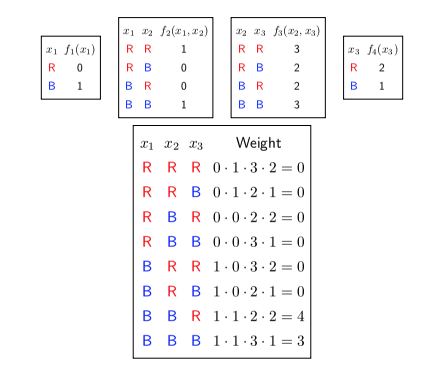 x₁ f₁(x₁)
R 0
B 1
x₁ x₂ f₂(x₁, x₂)
R R 1
R B 0
B R 0
B B 1
x₂ x₃ f₃(x₂, x₃)
R R 3
R B 2
B R 2
B B 3
x₃ f₄(x₃)
R 2
B 1
x₁ x₂ x₃ Weight
R R R 0 · 1 · 3 · 2 = 0
R R B 0 · 1 · 2 · 1 = 0
R B R 0 · 0 · 2 · 2 = 0
R B B 0 · 0 · 3 · 1 = 0
B R R 1 · 0 · 3 · 2 = 0
B R B 1 · 0 · 2 · 1 = 0
B B R 1 · 1 · 2 · 2 = 4
B B B 1 · 1 · 3 · 1 = 3